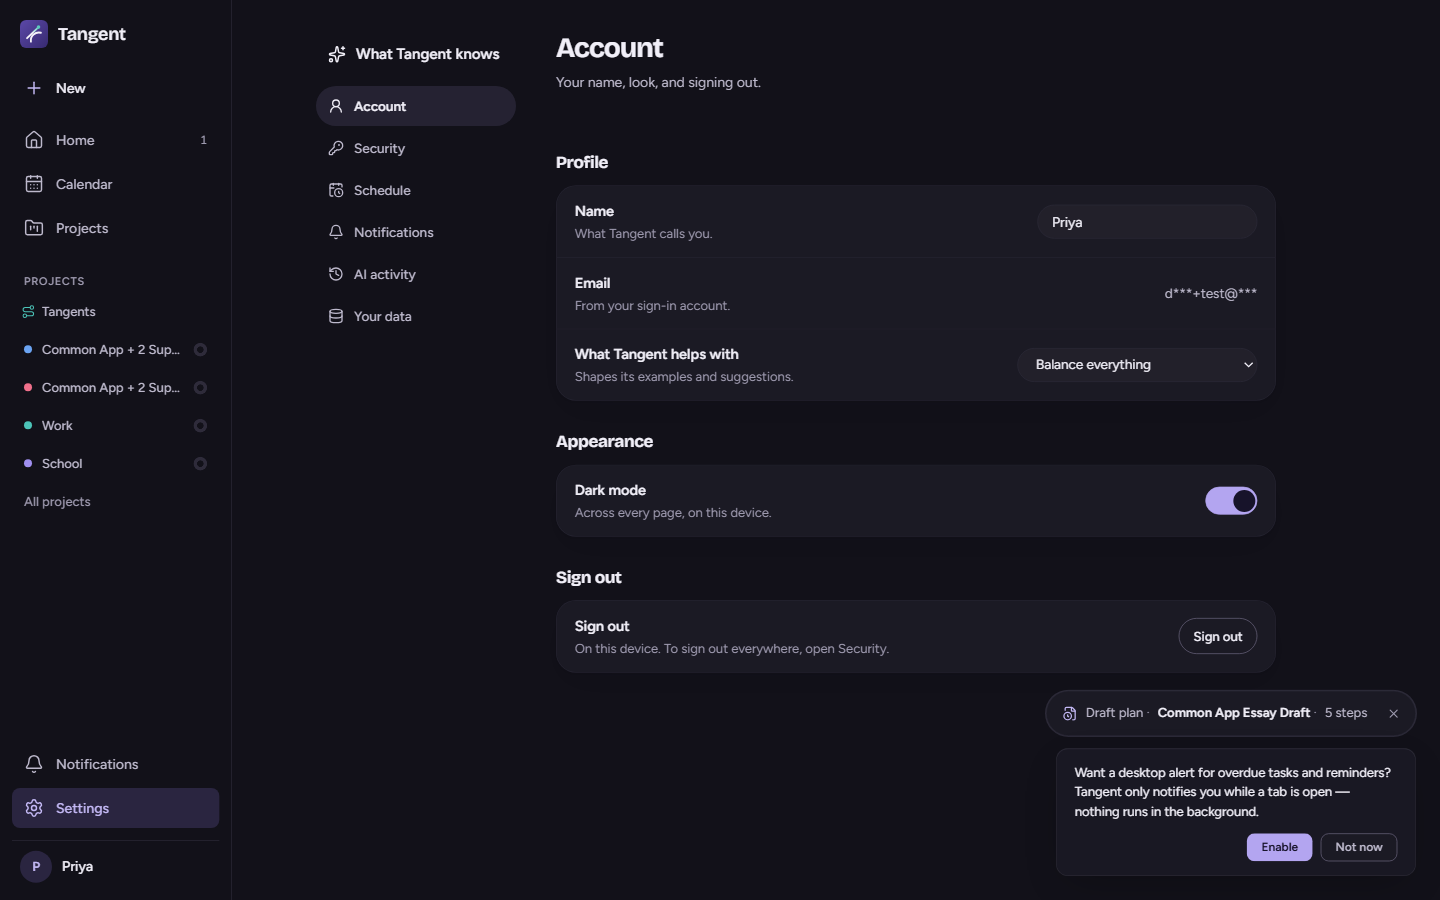 Tangent
New
Home 1
Calendar
Projects
PROJECTS
Tangents
Common App + 2 Sup...
Common App + 2 Sup...
Work
School
All projects
Notifications
Settings
P Priya
What Tangent knows
Account
Security
Schedule
Notifications
AI activity
Your data
Account
Your name, look, and signing out.
Profile
Name
What Tangent calls you.
Priya
Email
From your sign-in account.
d***+test@***
What Tangent helps with
Shapes its examples and suggestions.
Balance everything
Appearance
Dark mode
Across every page, on this device.
Sign out
Sign out
On this device. To sign out everywhere, open Security.
Sign out
Draft plan · Common App Essay Draft · 5 steps
Want a desktop alert for overdue tasks and reminders?
Tangent only notifies you while a tab is open —
nothing runs in the background.
Enable Not now